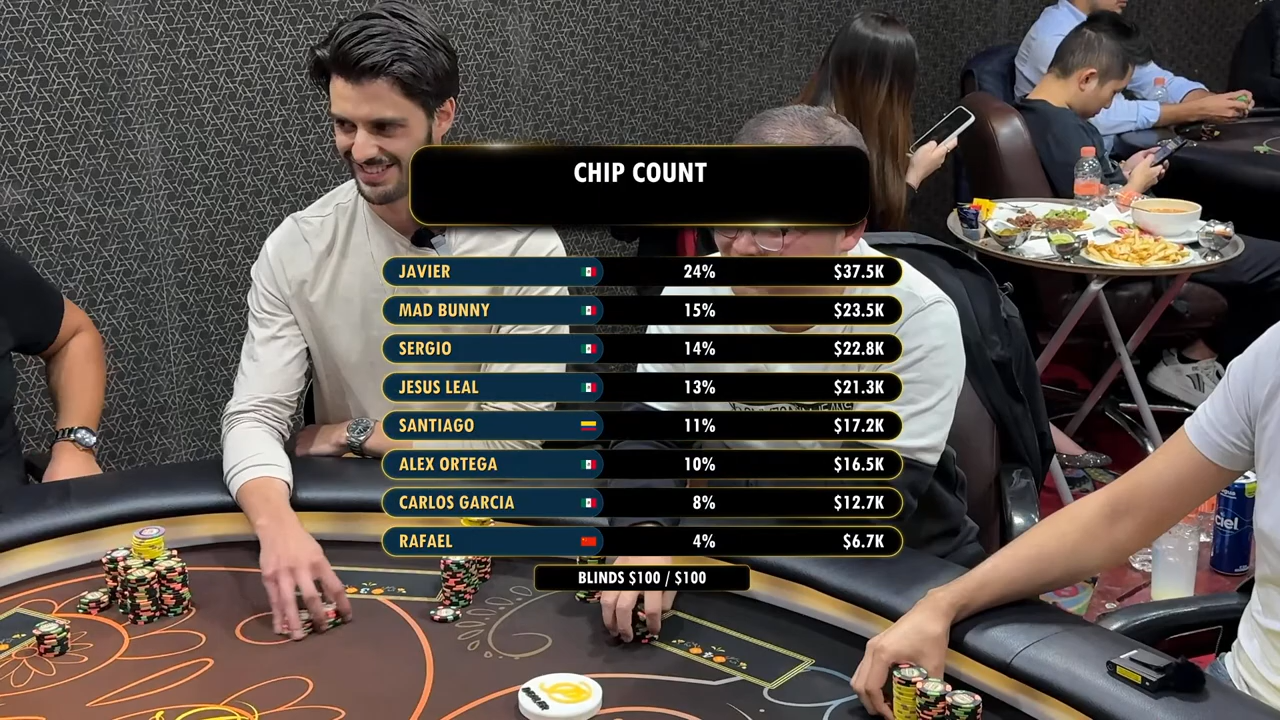 CHIP COUNT
JAVIER 24% $37.5K
MAD BUNNY 15% $23.5K
SERGIO 14% $22.8K
JESUS LEAL 13% $21.3K
SANTIAGO 11% $17.2K
ALEX ORTEGA 10% $16.5K
CARLOS GARCIA 8% $12.7K
RAFAEL 4% $6.7K
BLINDS $100 / $100
ciel